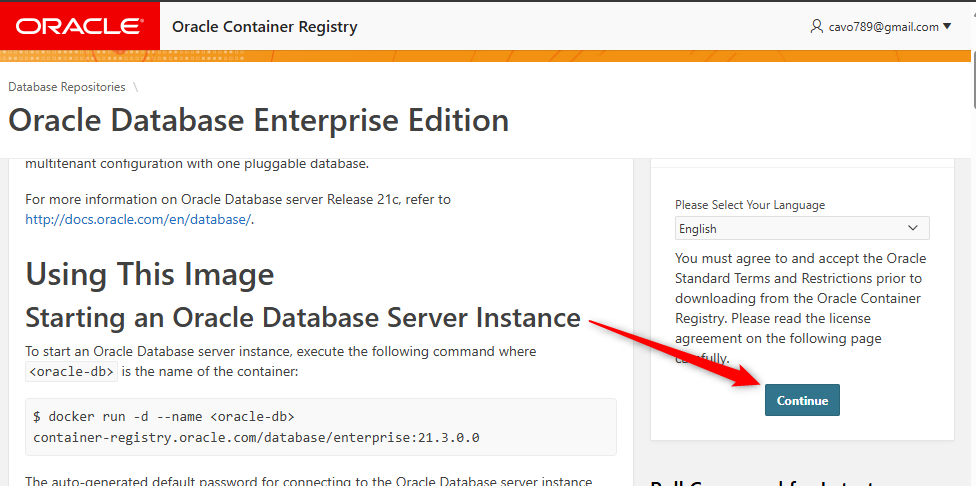 ORACLE® Oracle Container Registry cavo789@gmail.com
Database Repositories \
Oracle Database Enterprise Edition
multitenant configuration with one pluggable database.
For more information on Oracle Database server Release 21c, refer to
http://docs.oracle.com/en/database/.
Using This Image
Starting an Oracle Database Server Instance
To start an Oracle Database server instance, execute the following command where
<oracle-db> is the name of the container:
$ docker run -d --name <oracle-db>
container-registry.oracle.com/database/enterprise:21.3.0.0
The auto-generated default password for connecting to the Oracle Database server instance
Please Select Your Language
English
You must agree to and accept the Oracle
Standard Terms and Restrictions prior to
downloading from the Oracle Container
Registry. Please read the license
agreement on the following page
carefully.
Continue